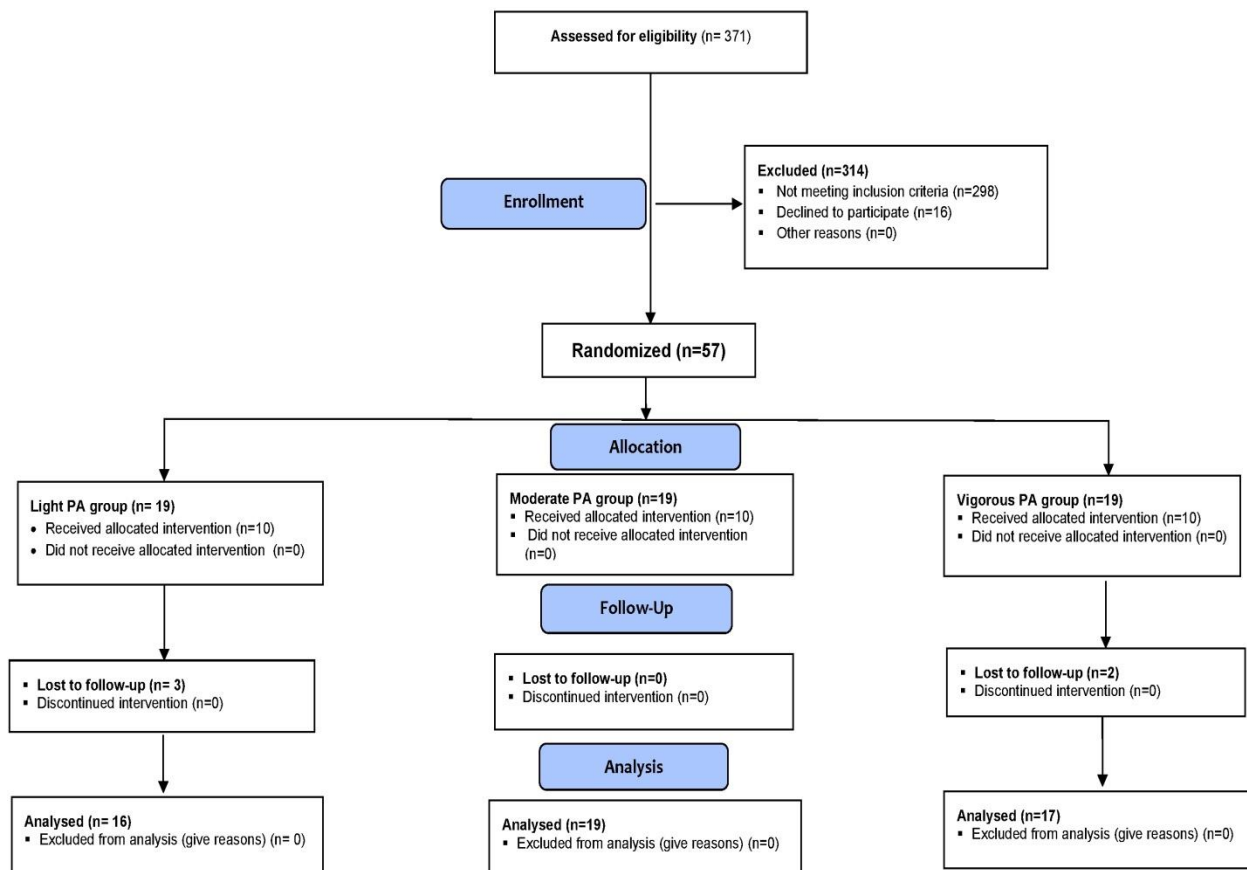 Assessed for eligibility (n= 371)
Excluded (n=314)
▪ Not meeting inclusion criteria (n=298)
▪ Declined to participate (n=16)
▪ Other reasons (n=0)
Enrollment
Randomized (n=57)
Allocation
Light PA group (n= 19)
• Received allocated intervention (n=10)
• Did not receive allocated intervention (n=0)
Moderate PA group (n=19)
▪ Received allocated intervention (n=10)
▪ Did not receive allocated intervention
(n=0)
Vigorous PA group (n=19)
▪ Received allocated intervention (n=10)
▪ Did not receive allocated intervention (n=0)
Follow-Up
▪ Lost to follow-up (n= 3)
▪ Discontinued intervention (n=0)
▪ Lost to follow-up (n=0)
▪ Discontinued intervention (n=0)
▪ Lost to follow-up (n=2)
▪ Discontinued intervention (n=0)
Analysis
Analysed (n= 16)
▪ Excluded from analysis (give reasons) (n= 0)
Analysed (n=19)
▪ Excluded from analysis (give reasons) (n=0)
Analysed (n=17)
▪ Excluded from analysis (give reasons) (n=0)